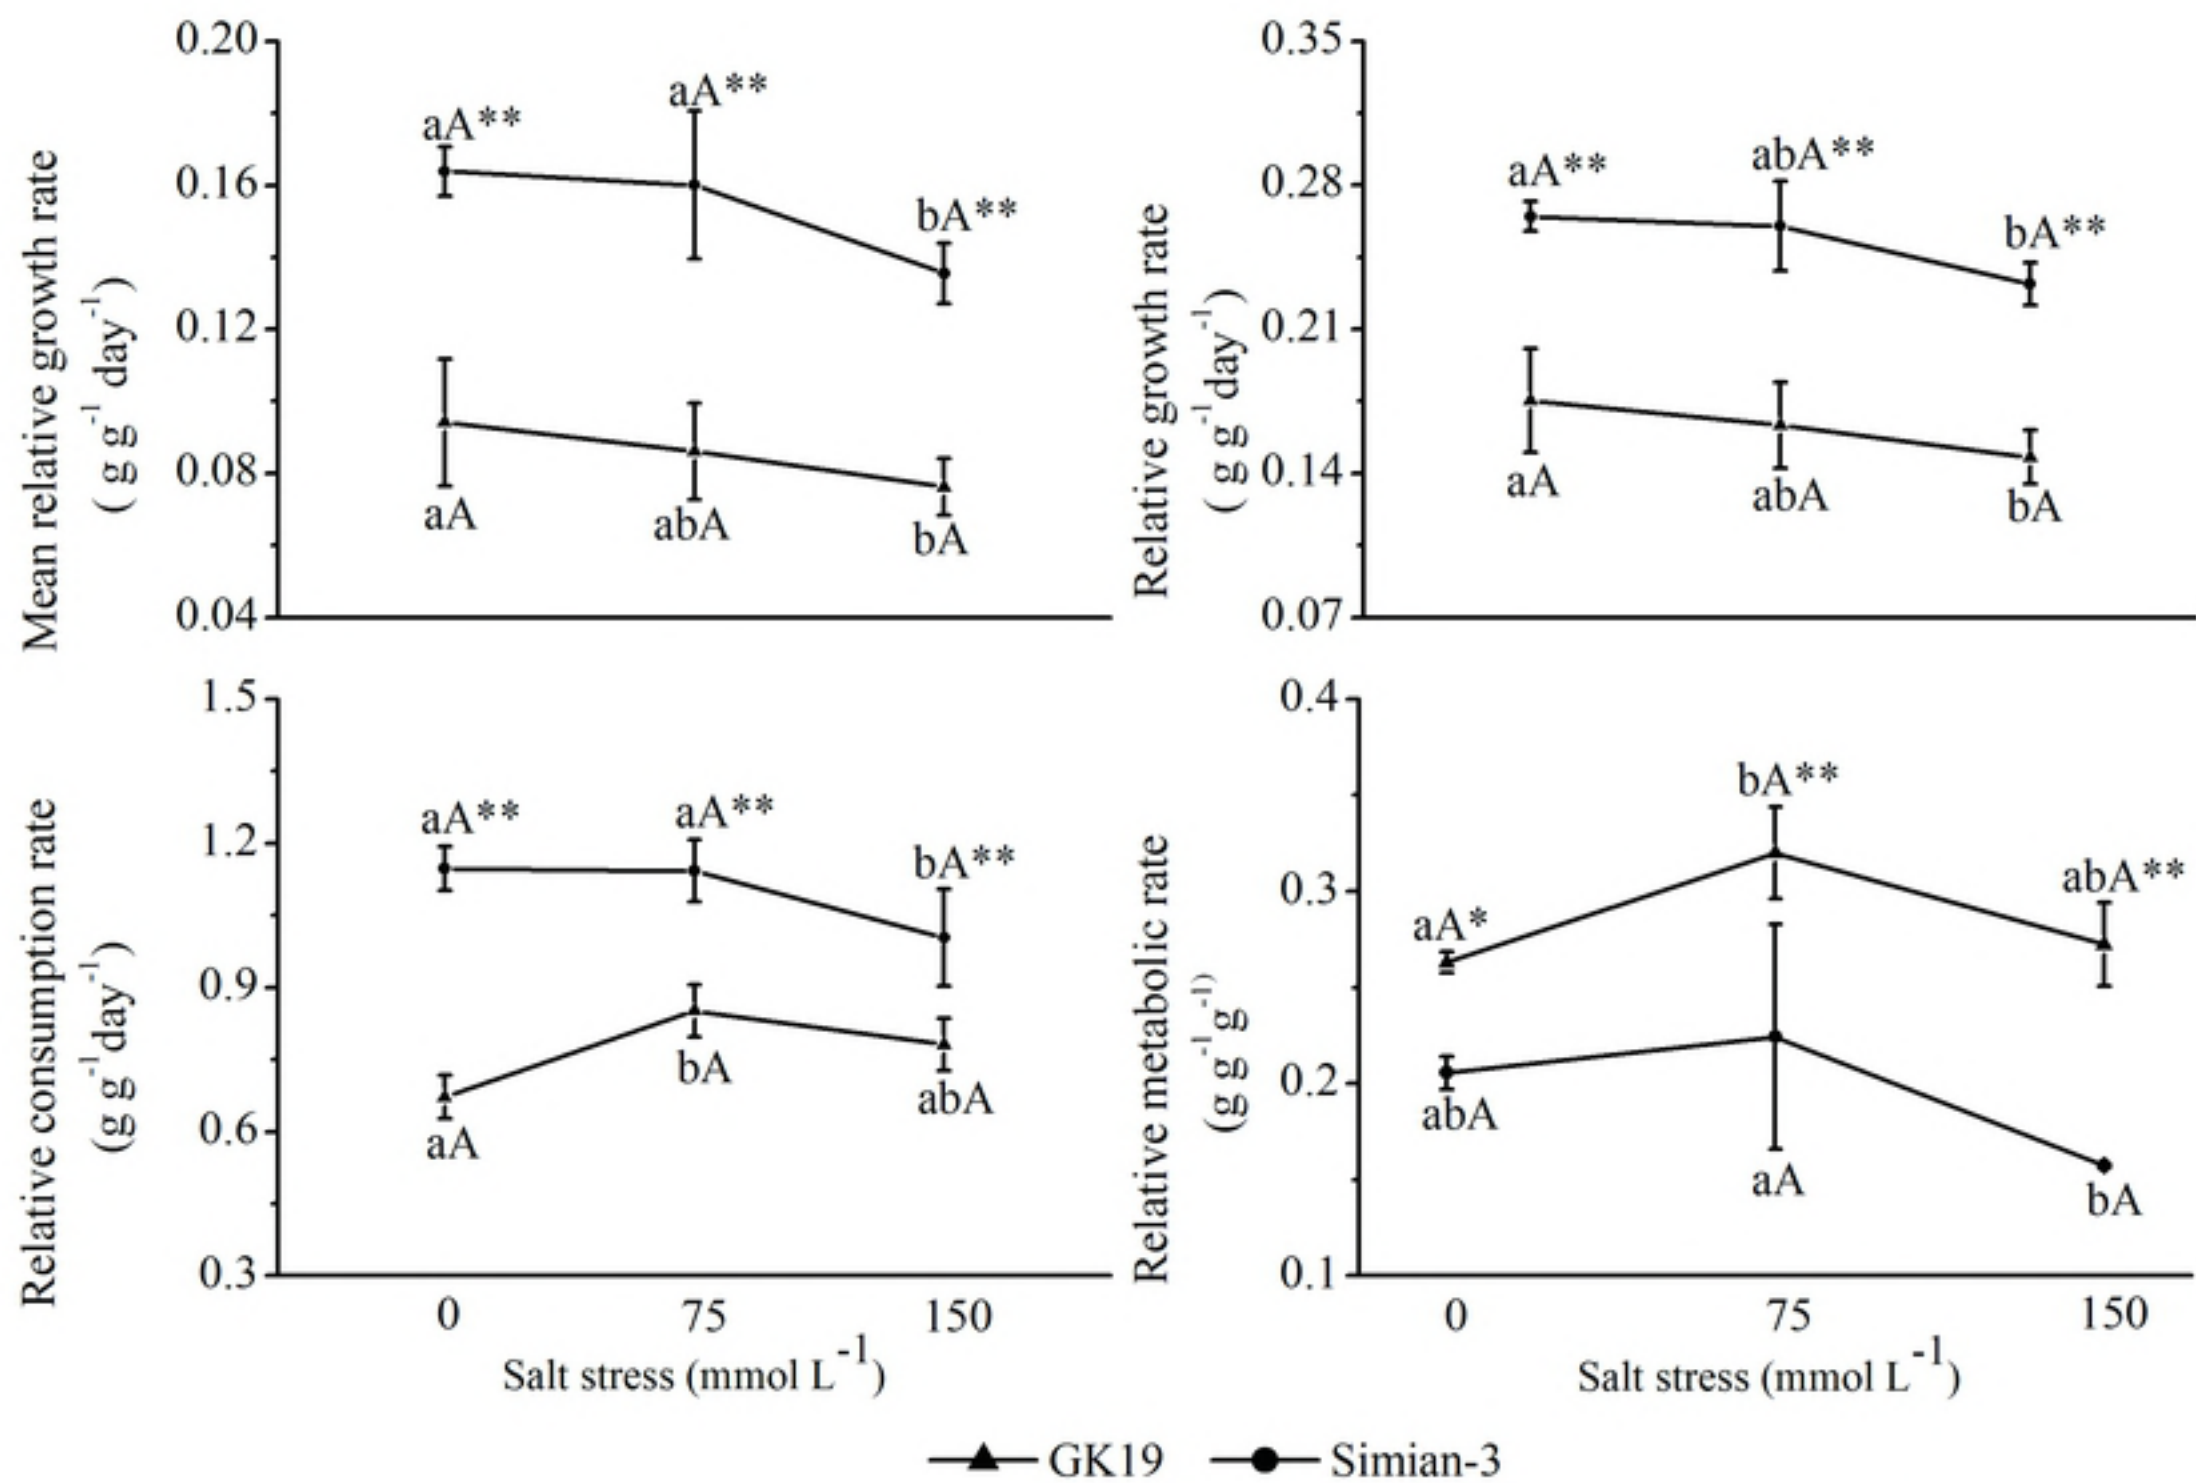 Mean relative growth rate
( g g-1 day-1)
0.20
0.16
0.12
0.08
0.04
aA**
aA**
bA**
aA
abA
bA
Relative growth rate
( g g-1 day-1)
0.35
0.28
0.21
0.14
0.07
aA**
abA**
bA**
aA
abA
bA
Relative consumption rate
(g g-1 day-1)
1.5
1.2
0.9
0.6
0.3
aA**
aA**
bA**
aA
bA
abA
0 75 150
Salt stress (mmol L-1)
Relative metabolic rate
(g g-1 g-1)
0.4
0.3
0.2
0.1
aA*
bA**
abA**
abA
aA
bA
0 75 150
Salt stress (mmol L-1)
GK19 Simian-3